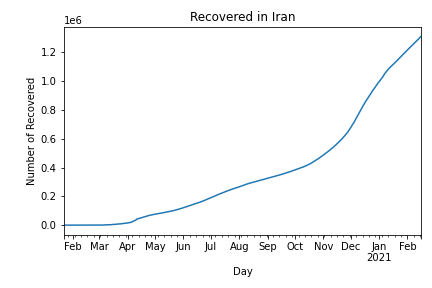 Recovered in Iran
1e6
Number of Recovered
1.2
1.0
0.8
0.6
0.4
0.2
0.0
Feb Mar Apr May Jun Jul Aug Sep Oct Nov Dec Jan Feb
2021
Day